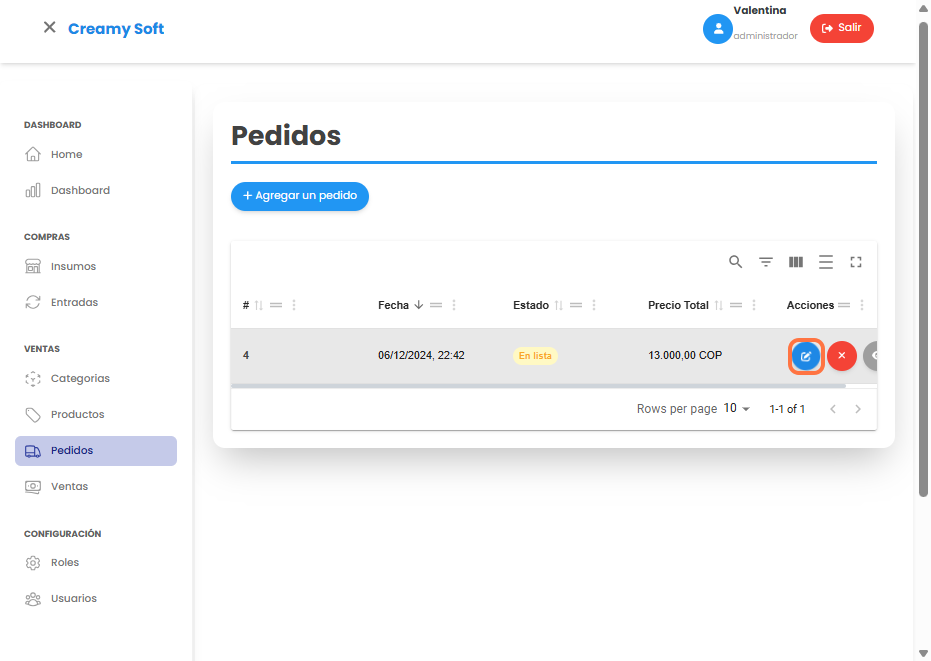 Creamy Soft
Valentina
administrador
Salir
DASHBOARD
Home
Dashboard
COMPRAS
Insumos
Entradas
VENTAS
Categorias
Productos
Pedidos
Ventas
CONFIGURACIÓN
Roles
Usuarios
Pedidos
+ Agregar un pedido
# Fecha Estado Precio Total Acciones
4 06/12/2024, 22:42 En lista 13.000,00 COP
Rows per page 10 1-1 of 1